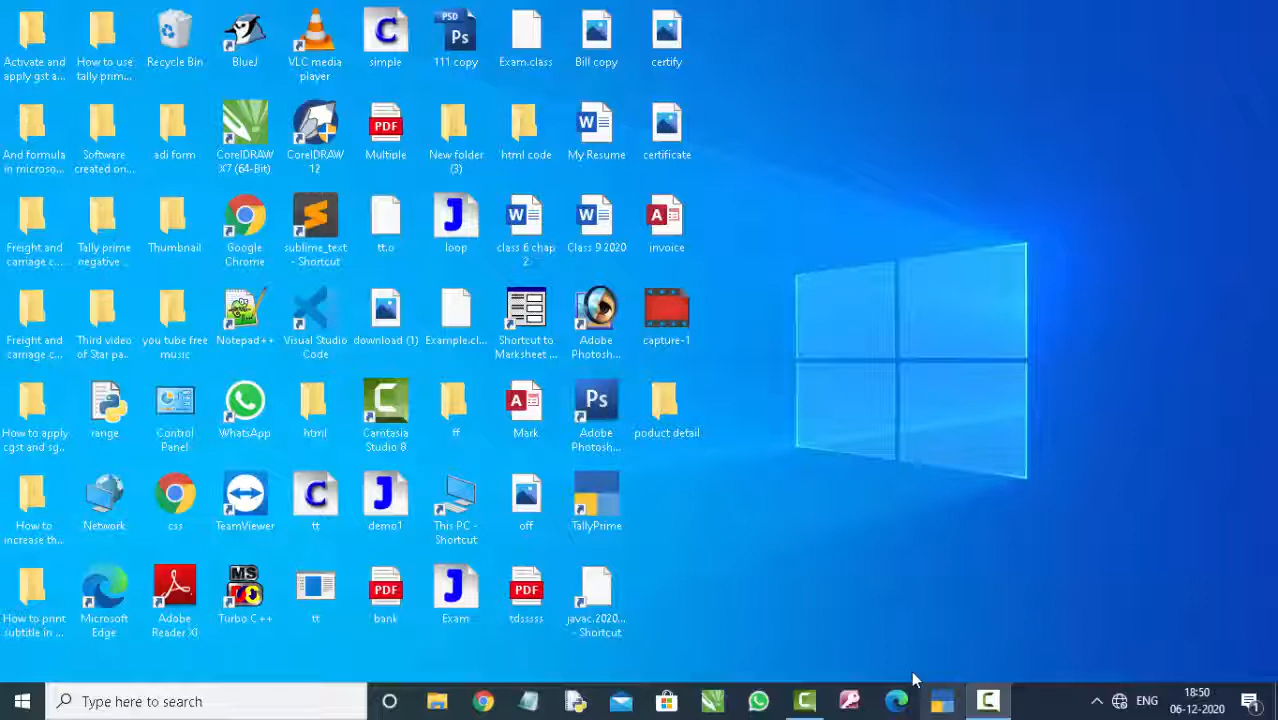 Activate and
apply gst a...
How to use
tally prim...
Recycle Bin
BlueJ
VLC media
player
simple
PSD
Ps
111 copy
Exam.class
Bill copy
certify
And formula
in microso...
Software
created on...
adi form
CorelDRAW
X7 (64-Bit)
CorelDRAW
12
PDF
Multiple
New folder
(3)
html code
My Resume
certificate
Freight and
carriage c...
Tally prime
negative ...
Thumbnail
Google
Chrome
sublime_text
- Shortcut
tt.o
loop
class 6 chap
2.
Class 9 2020
invoice
Freight and
carriage c...
Third video
of Star pa...
you tube free
music
Notepad++
Visual Studio
Code
download (1)
Example.cl...
Shortcut to
Marksheet ...
Adobe
Photosh...
capture-1
How to apply
cgst and sg...
range
Control
Panel
WhatsApp
html
Camtasia
Studio 8
ff
Mark
Ps
Adobe
Photosh...
poduct detail
How to
increase th...
Network
css
TeamViewer
tt
demo1
This PC -
Shortcut
off
TallyPrime
How to print
subtitle in ...
Microsoft
Edge
Adobe
Reader XI
MS
Turbo C++
tt
PDF
bank
Exam
PDF
tdsssss
javac.2020...
- Shortcut
Type here to search
ENG
18:50
06-12-2020
1